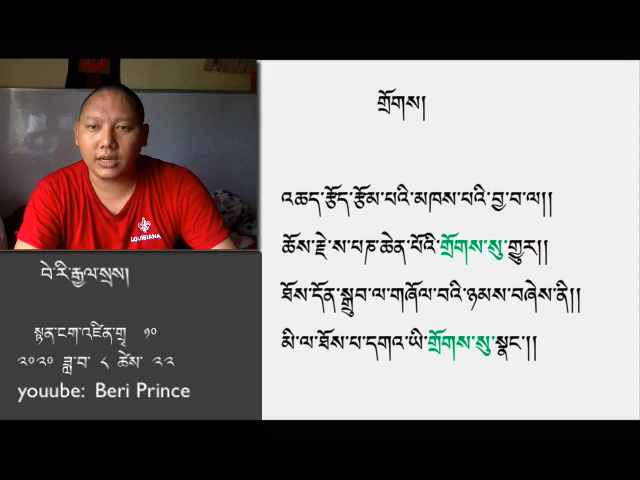 གྲོགས།
འཆད་རྩོད་རྩོམ་པའི་མཁས་པའི་བྱ་བ་ལ།།
ཆོས་རྗེ་ས་པཎ་ཆེན་པོའི་གྲོགས་སུ་གྱུར།།
ཐོས་དོན་སྒྲུབ་ལ་གཞོལ་བའི་ཉམས་བཞེས་ནི།།
མི་ལ་ཐོས་པ་དགའ་ཡི་གྲོགས་སུ་སྣང་།།
LOUISIANA
བེ་རི་རྒྱལ་སྲས།
སྙན་ངག་འཛིན་གྲྭ ༡༠
༢༠༢༠ ཟླ་བ་ ༨ ཚེས་ ༢༢
youube: Beri Prince